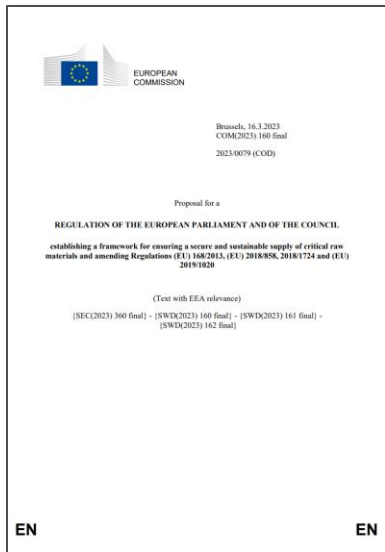 EUROPEAN
COMMISSION
Brussels, 16.3.2023
COM(2023) 160 final
2023/0079 (COD)
Proposal for a
REGULATION OF THE EUROPEAN PARLIAMENT AND OF THE COUNCIL
establishing a framework for ensuring a secure and sustainable supply of critical raw
materials and amending Regulations (EU) 168/2013, (EU) 2018/858, 2018/1724 and (EU)
2019/1020
(Text with EEA relevance)
{SEC(2023) 360 final} - {SWD(2023) 160 final} - {SWD(2023) 161 final} -
{SWD(2023) 162 final}
EN EN